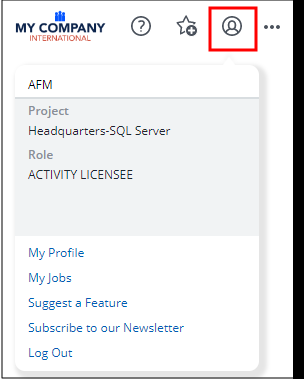 MY COMPANY
INTERNATIONAL
AFM
Project
Headquarters-SQL Server
Role
ACTIVITY LICENSEE
My Profile
My Jobs
Suggest a Feature
Subscribe to our Newsletter
Log Out